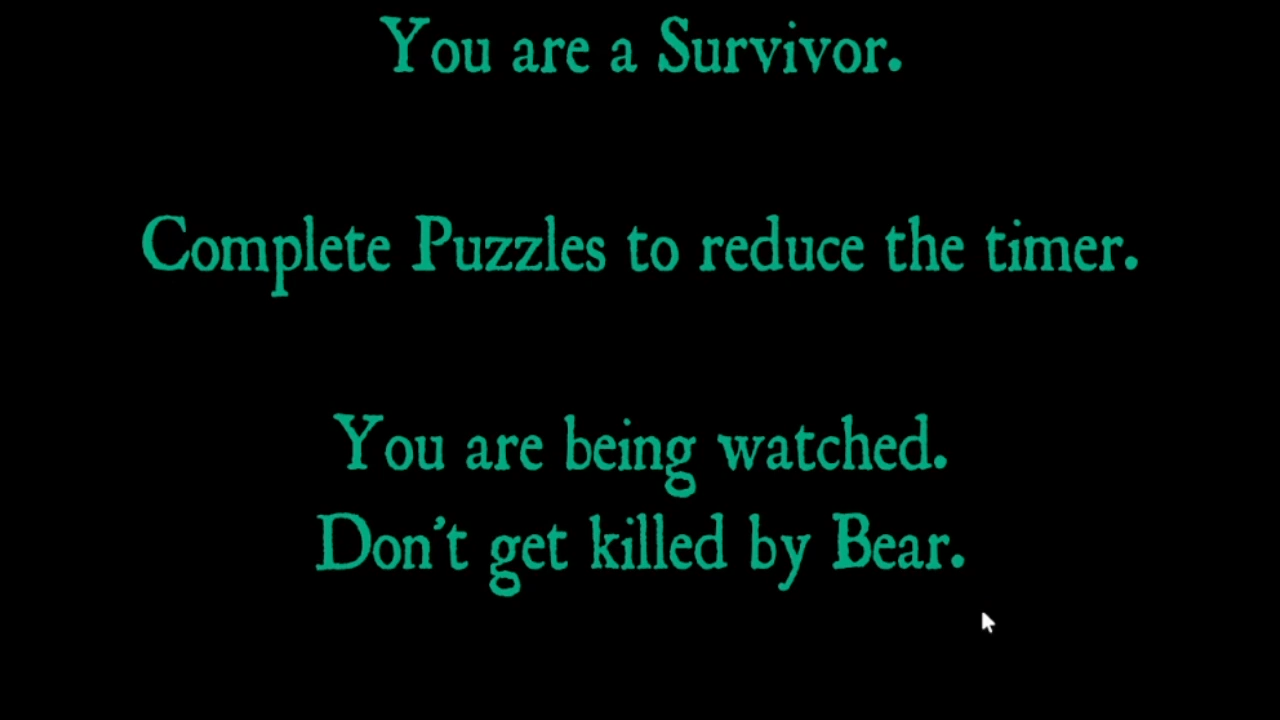 You are a Survivor.
Complete Puzzles to reduce the timer.
You are being watched.
Don't get killed by Bear.